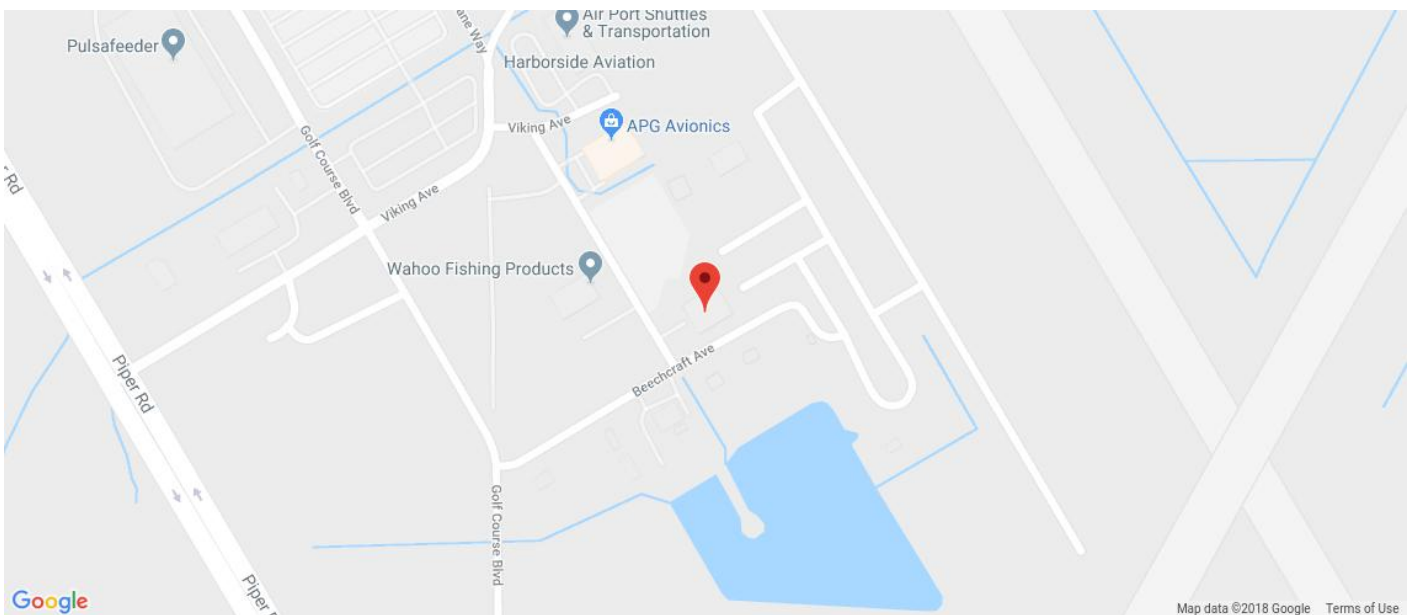 Air Port Shuttles
& Transportation
Pulsafeeder
Harborside Aviation
Viking Ave
APG Avionics
Golf Course Blvd
Viking Ave
Wahoo Fishing Products
Piper Rd
Beechcraft Ave
Golf Course Blvd
Piper
Google
Map data ©2018 Google Terms of Use